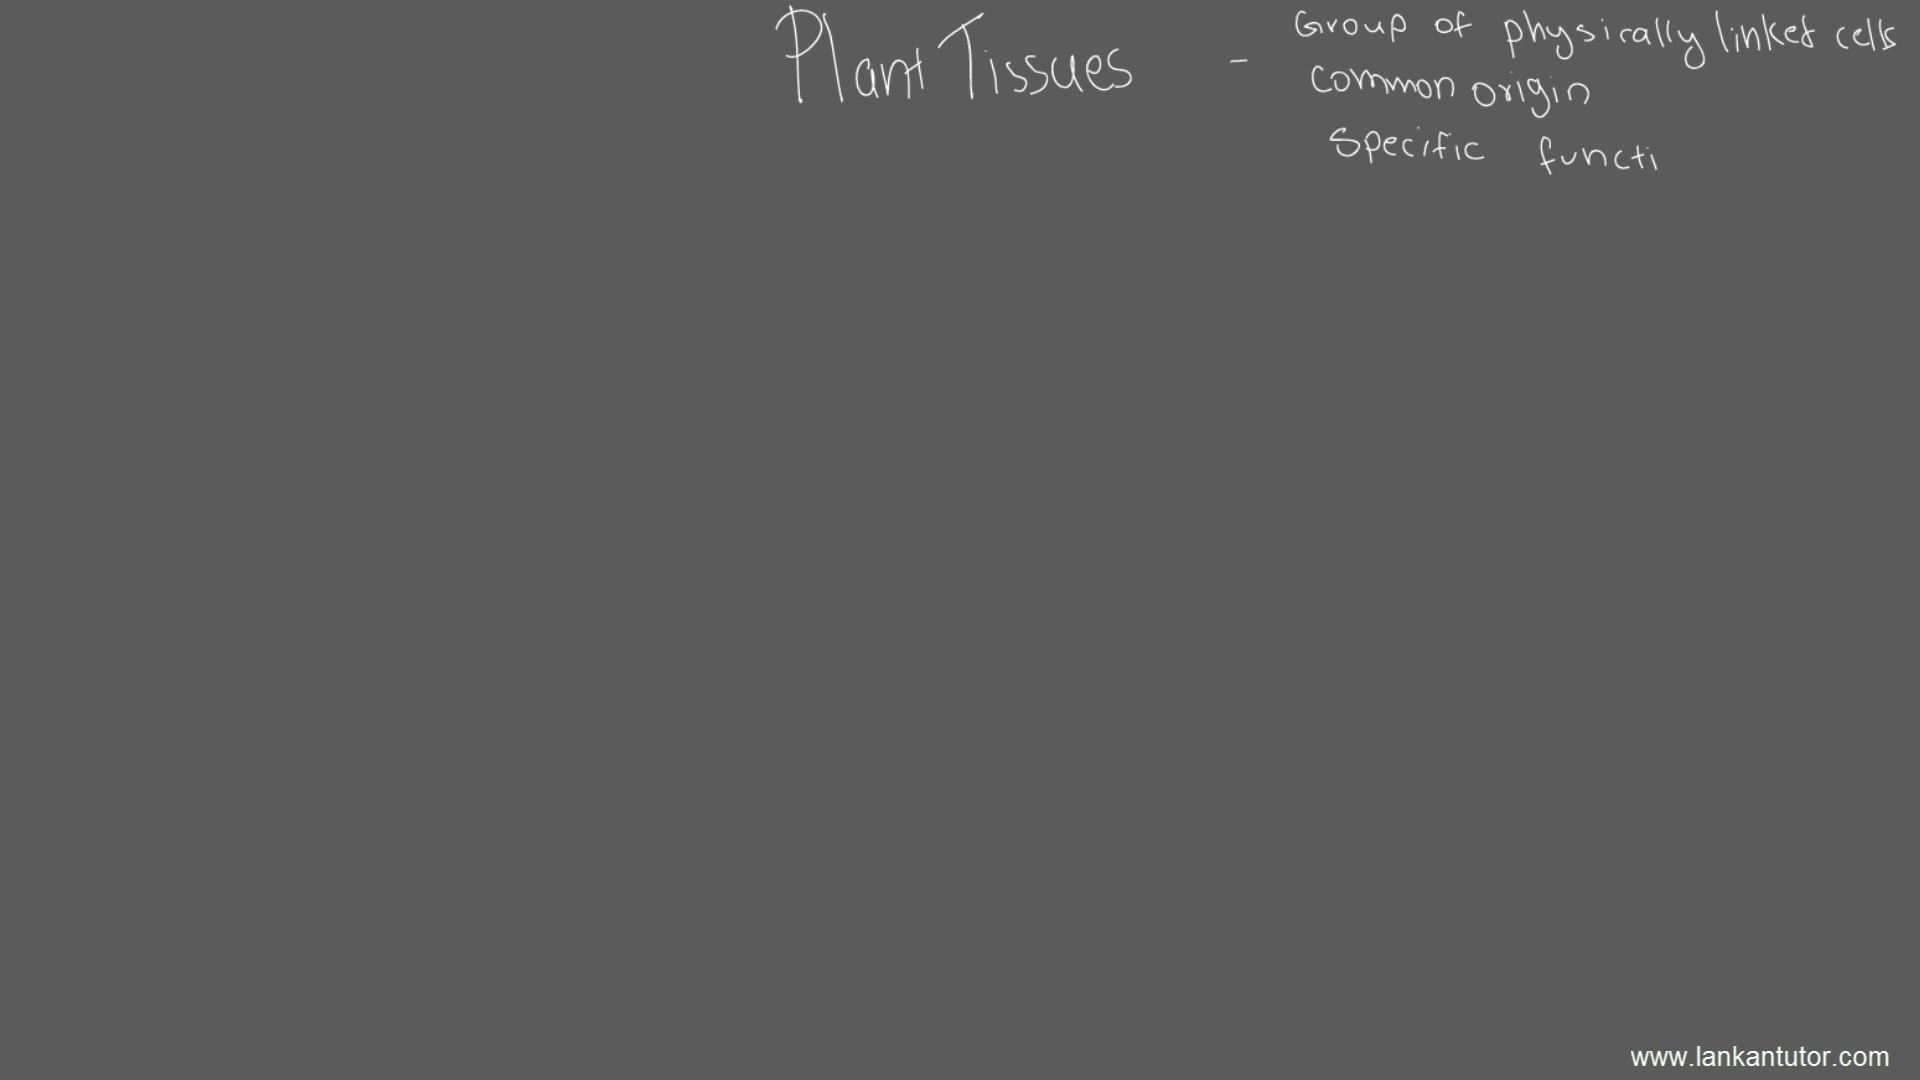 Plant Tissues -
Group of physically linked cells
common origin
Specific functi
www.lankantutor.com